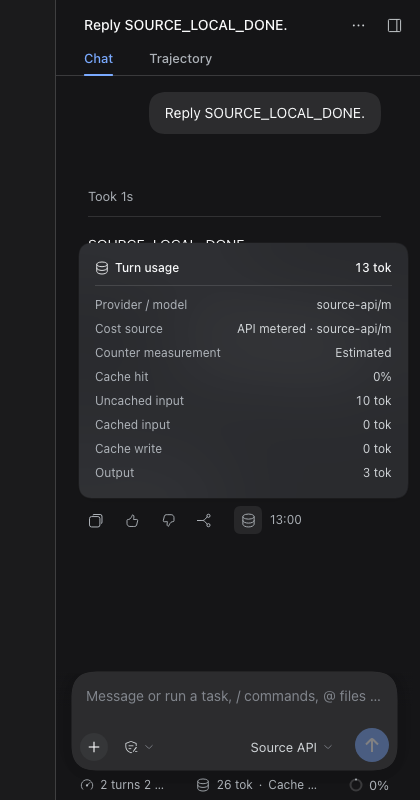 Reply SOURCE_LOCAL_DONE.
Chat Trajectory
Reply SOURCE_LOCAL_DONE.
Took 1s
SOURCE_LOCAL_DONE
Turn usage 13 tok
Provider / model source-api/m
Cost source API metered · source-api/m
Counter measurement Estimated
Cache hit 0%
Uncached input 10 tok
Cached input 0 tok
Cache write 0 tok
Output 3 tok
13:00
Message or run a task, / commands, @ files ...
Source API
2 turns 2 ... 26 tok · Cache ... 0%